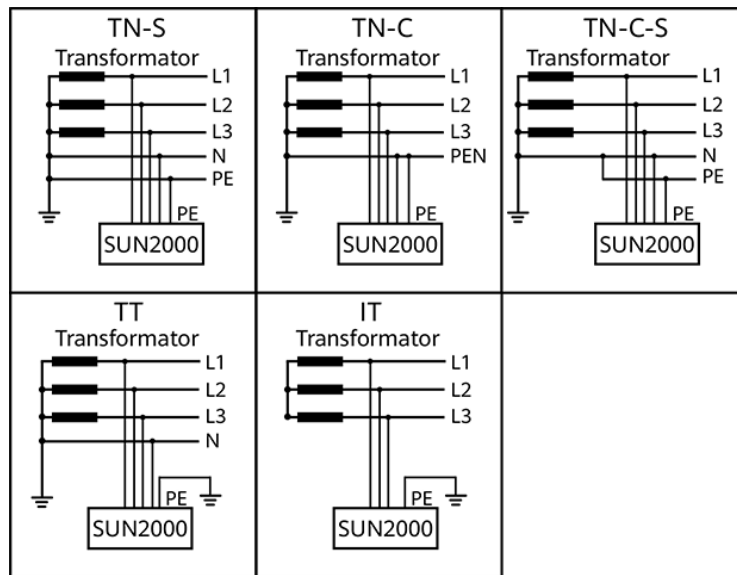 TN-S
Transformator
L1
L2
L3
N
PE
PE
SUN2000
TN-C
Transformator
L1
L2
L3
PEN
PE
SUN2000
TN-C-S
Transformator
L1
L2
L3
N
PE
PE
SUN2000
TT
Transformator
L1
L2
L3
N
PE
SUN2000
IT
Transformator
L1
L2
L3
PE
SUN2000